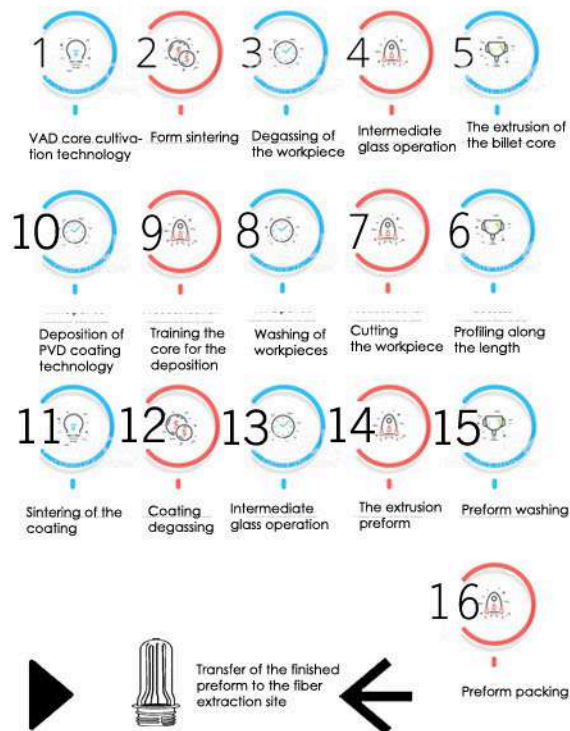 1
2
3
4
5
VAD core cultiva-
tion technology
Form sintering
Degassing of
the workpiece
Intermediate
glass operation
The extrusion of
the billet core
10
9
8
7
6
Deposition of
PVD coating
technology
Training the
core for the
deposition
Washing of
workpieces
Cutting
the workpiece
Profiling along
the length
11
12
13
14
15
Sintering of the
coating
Coating
degassing
Intermediate
glass operation
The extrusion
preform
Preform washing
16
Preform packing
Transfer of the finished
preform to the fiber
extraction site